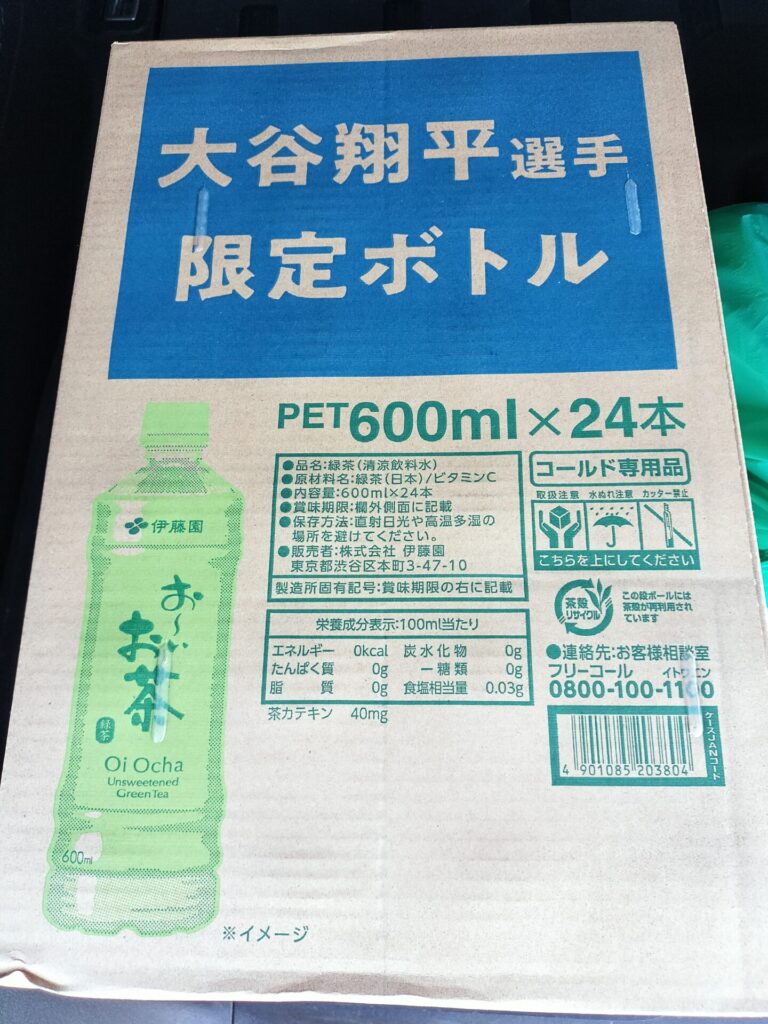 大谷翔平選手
限定ボトル
PET600ml×24本
●品名:緑茶(清涼飲料水)
●原材料名:緑茶(日本)/ビタミンC
●内容量:600ml×24本
●賞味期限:欄外側面に記載
●保存方法:直射日光や高温多湿の
場所を避けてください。
●販売者:株式会社 伊藤園
東京都渋谷区本町3-47-10
製造所固有記号:賞味期限の右に記載
コールド専用品
取扱注意 水ぬれ注意 カッター禁止
こちらを上にしてください
茶殻
リサイクル
この段ボールには
茶殻が再利用され
ています
栄養成分表示:100ml当たり
エネルギー 0kcal 炭水化物 0g
たんぱく質 0g ー糖類 0g
脂質 0g 食塩相当量 0.03g
茶カテキン 40mg
●連絡先:お客様相談室
フリーコール イトウエン
0800-100-1100
4 901085 203804
ケースJANコード
伊藤園
お〜い
お茶
緑茶
Oi Ocha
Unsweetened
Green Tea
600ml
※イメージ